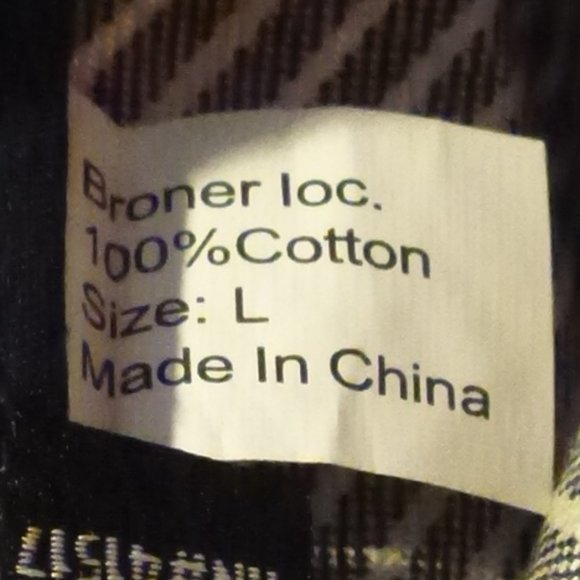 Broner loc.
100%Cotton
Size: L
Made In China